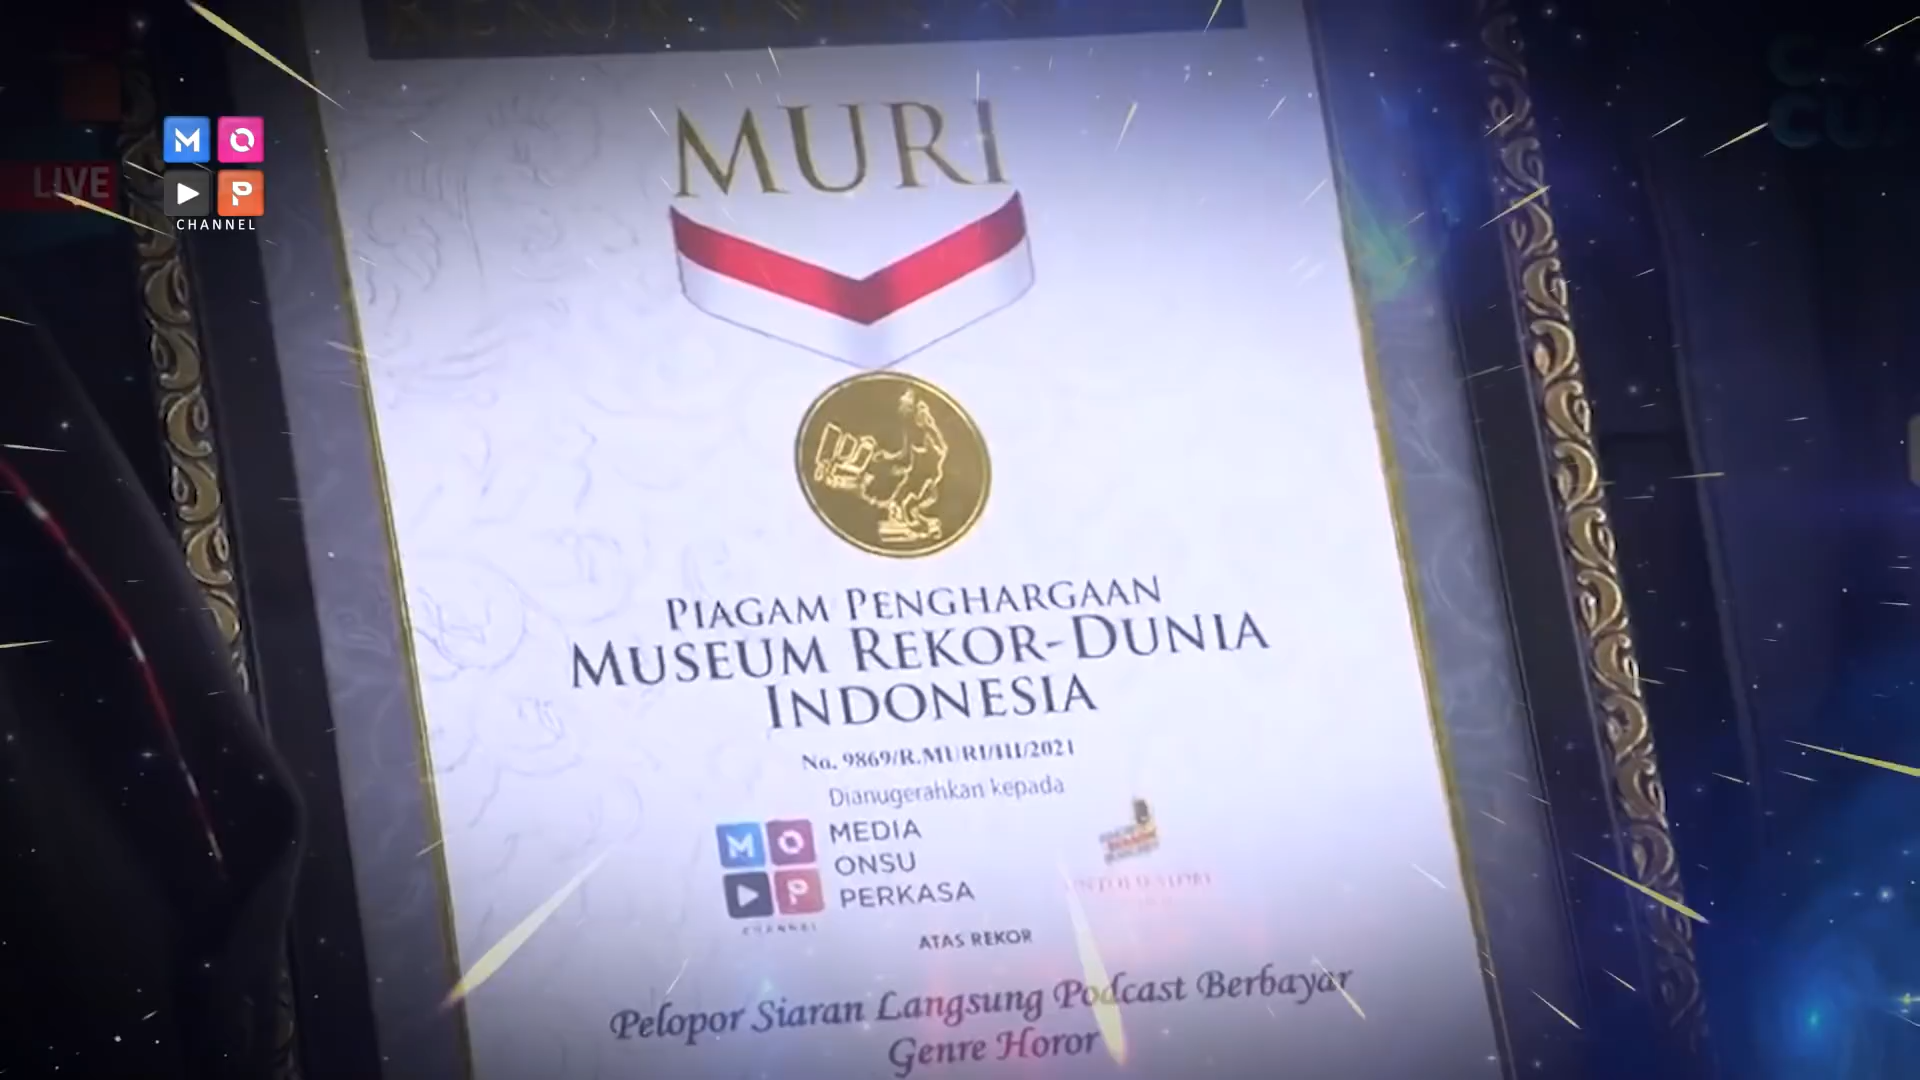 LIVE
M O
P
CHANNEL
MURI
PIAGAM PENGHARGAAN
MUSEUM REKOR-DUNIA
INDONESIA
No. 9869/R.MURI/III/2021
Dianugerahkan kepada
M O MEDIA
ONSU
P PERKASA
CHANNEL
ATAS REKOR
Pelopor Siaran Langsung Podcast Berbayar
Genre Horor